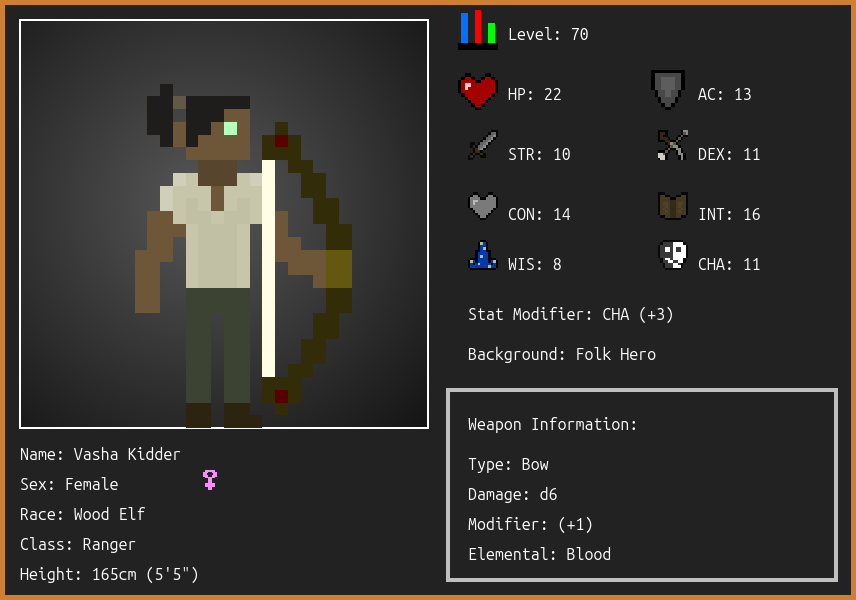 Level: 70
HP: 22
AC: 13
STR: 10
DEX: 11
CON: 14
INT: 16
WIS: 8
CHA: 11
Stat Modifier: CHA (+3)
Background: Folk Hero
Weapon Information:
Type: Bow
Damage: d6
Modifier: (+1)
Elemental: Blood
Name: Vasha Kidder
Sex: Female
Race: Wood Elf
Class: Ranger
Height: 165cm (5'5")